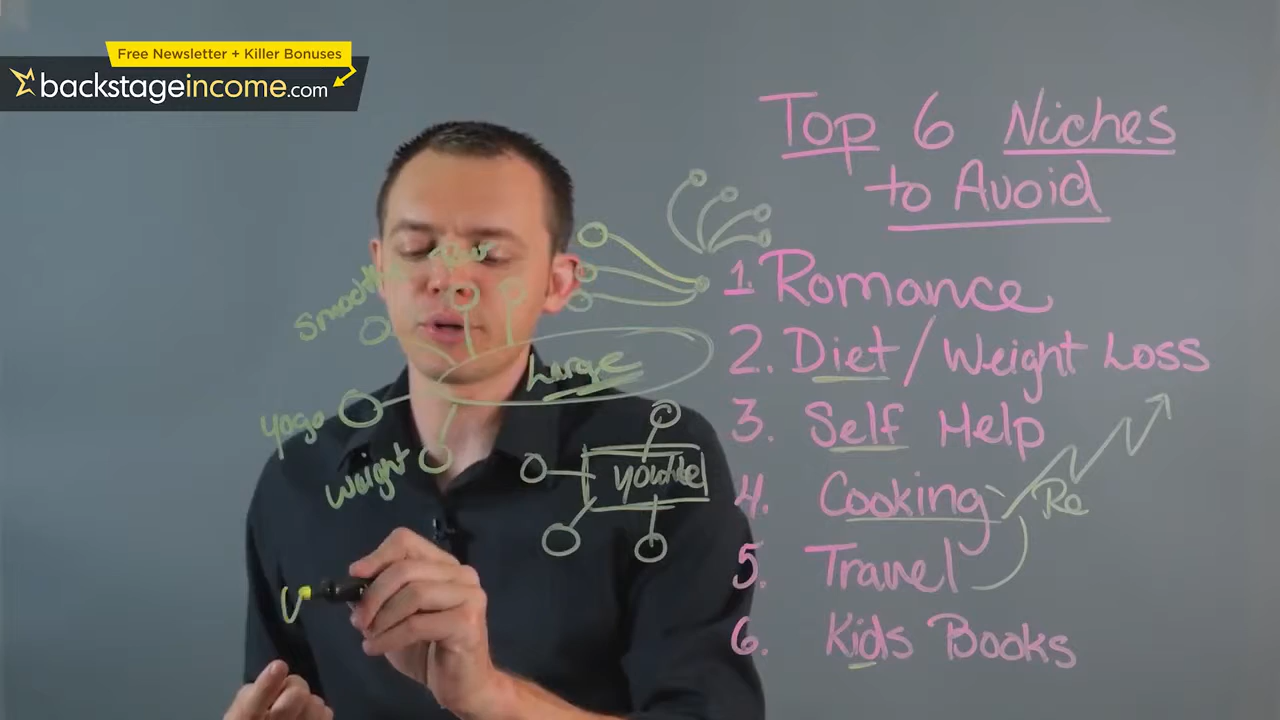 Free Newsletter + Killer Bonuses
backstageincome.com
Top 6 Niches
to Avoid
1. Romance
2. Diet / Weight Loss
3. Self Help
4. Cooking
Re
5. Travel
6. Kids Books
Large
yoga
Weight